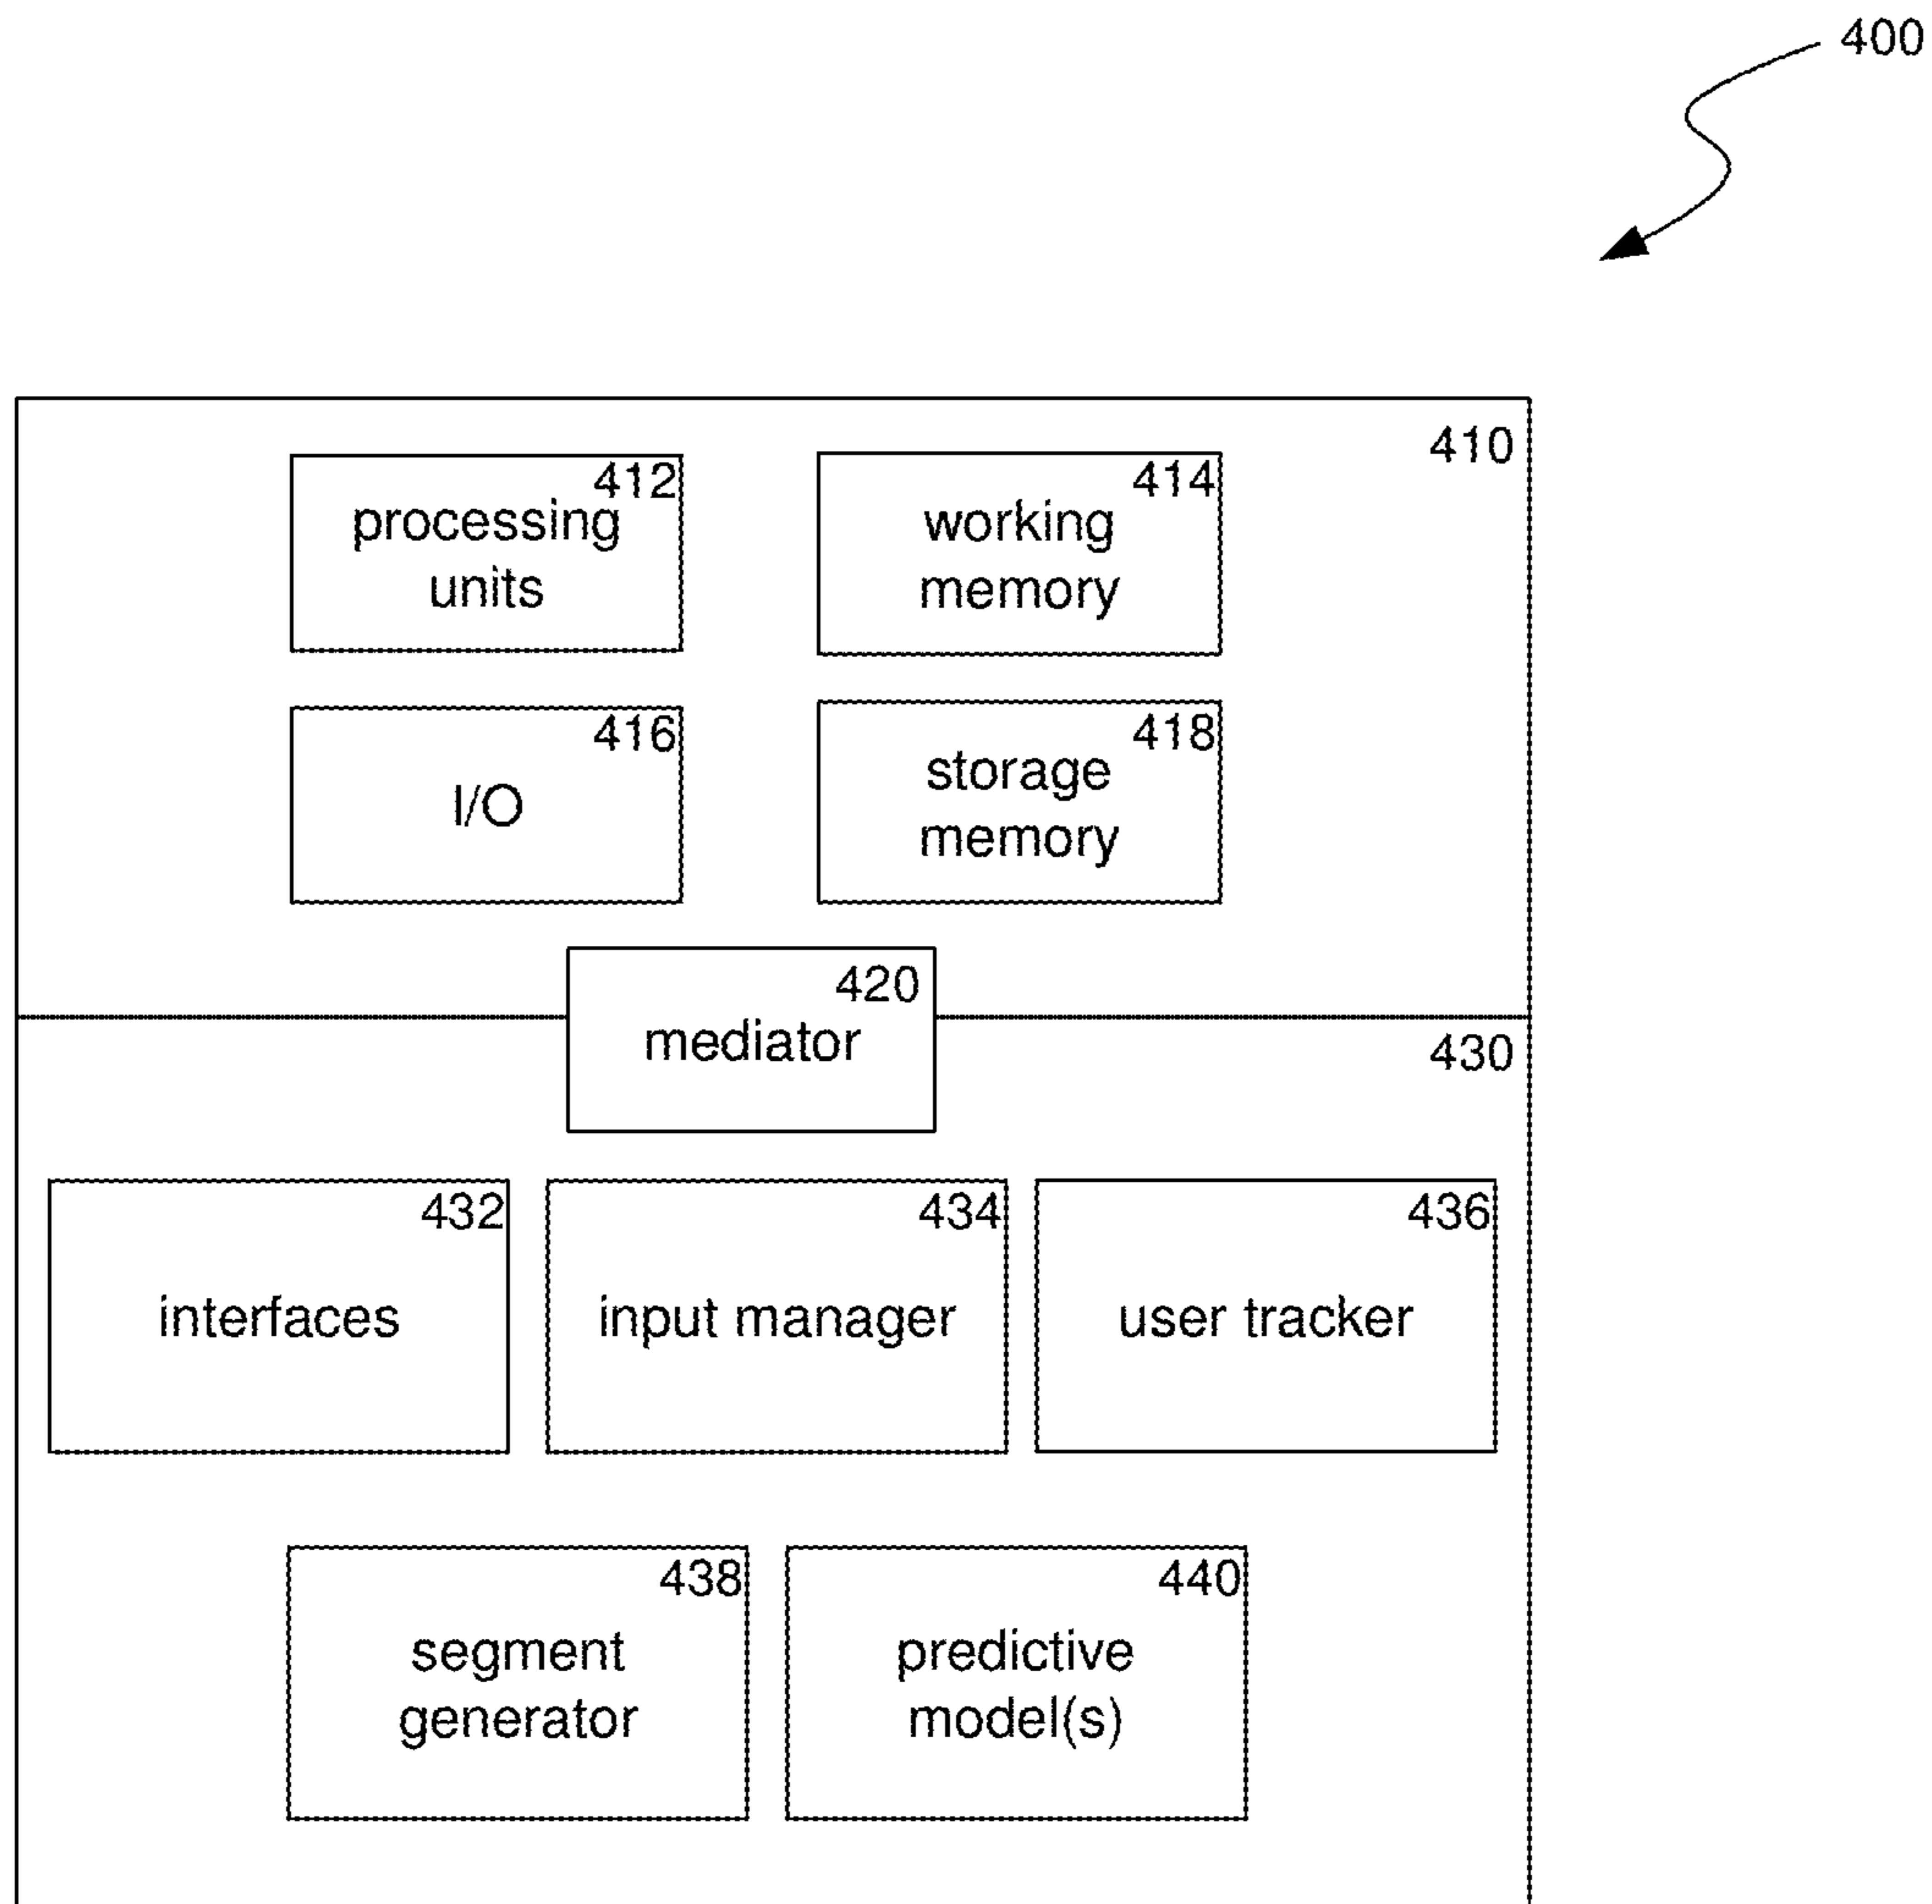 400
410
412
processing
units
414
working
memory
416
I/O
418
storage
memory
420
mediator
430
432
interfaces
434
input manager
436
user tracker
438
segment
generator
440
predictive
model(s)